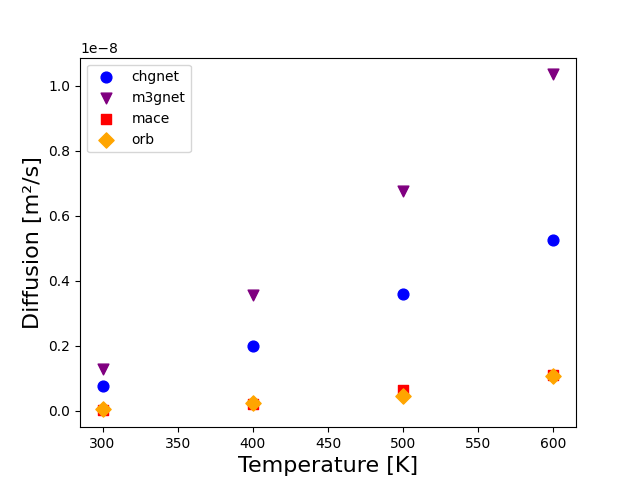 1e−8
chgnet
m3gnet
mace
orb
Diffusion [m²/s]
1.0
0.8
0.6
0.4
0.2
0.0
300
350
400
450
500
550
600
Temperature [K]